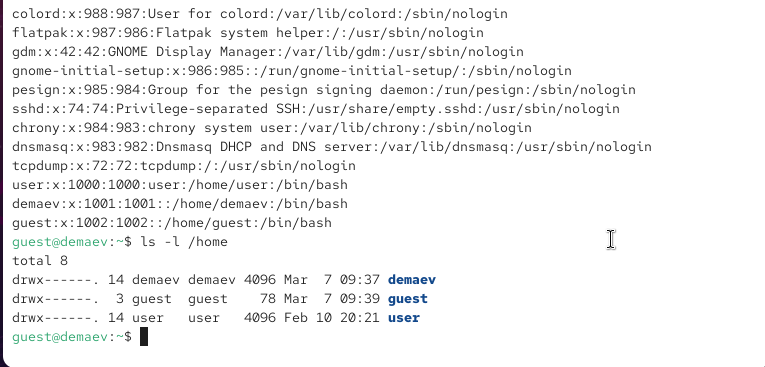 colord:x:988:987:User for colord:/var/lib/colord:/sbin/nologin
flatpak:x:987:986:Flatpak system helper:/:/usr/sbin/nologin
gdm:x:42:42:GNOME Display Manager:/var/lib/gdm:/usr/sbin/nologin
gnome-initial-setup:x:986:985::/run/gnome-initial-setup/:/sbin/nologin
pesign:x:985:984:Group for the pesign signing daemon:/run/pesign:/sbin/nologin
sshd:x:74:74:Privilege-separated SSH:/usr/share/empty.sshd:/usr/sbin/nologin
chrony:x:984:983:chrony system user:/var/lib/chrony:/sbin/nologin
dnsmasq:x:983:982:Dnsmasq DHCP and DNS server:/var/lib/dnsmasq:/usr/sbin/nologin
tcpdump:x:72:72:tcpdump:/:/usr/sbin/nologin
user:x:1000:1000:user:/home/user:/bin/bash
demaev:x:1001:1001::/home/demaev:/bin/bash
guest:x:1002:1002::/home/guest:/bin/bash
guest@demaev:~$ ls -l /home
total 8
drwx------. 14 demaev demaev 4096 Mar  7 09:37 demaev
drwx------.  3 guest  guest    78 Mar  7 09:39 guest
drwx------. 14 user   user   4096 Feb 10 20:21 user
guest@demaev:~$